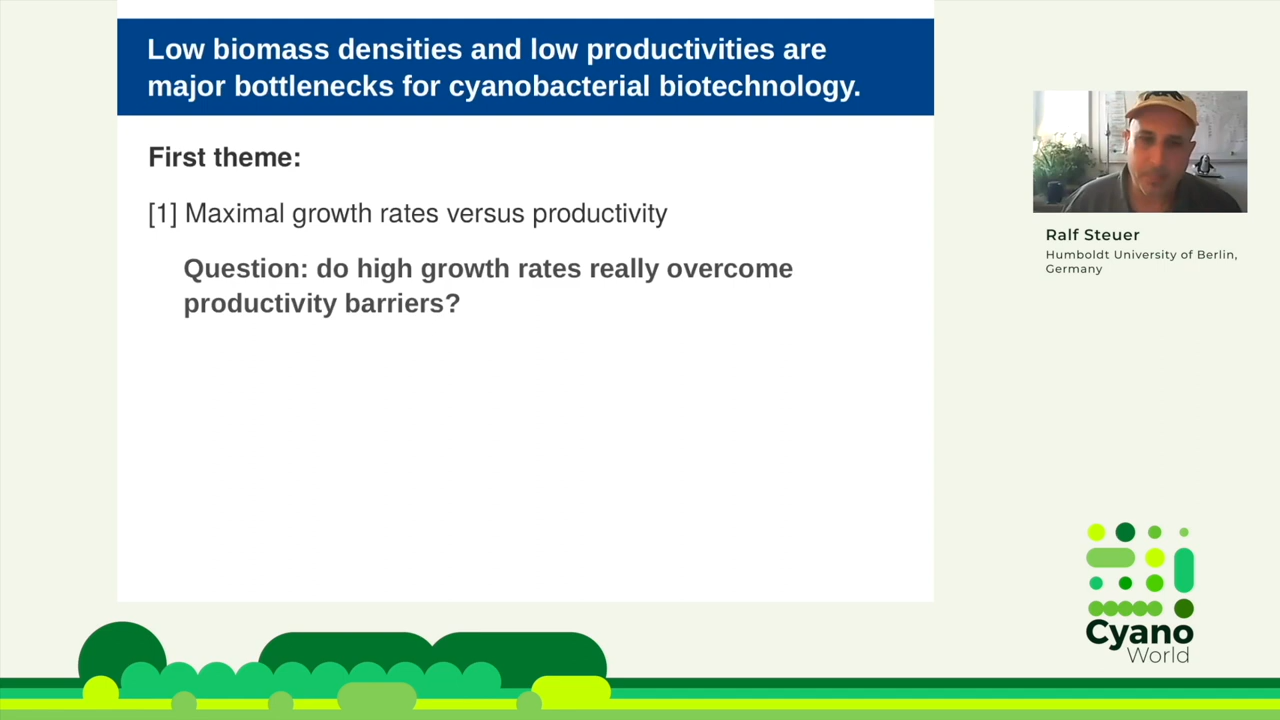 Low biomass densities and low productivities are
major bottlenecks for cyanobacterial biotechnology.
First theme:
[1] Maximal growth rates versus productivity
Question: do high growth rates really overcome
productivity barriers?
Ralf Steuer
Humboldt University of Berlin,
Germany
Cyano
World